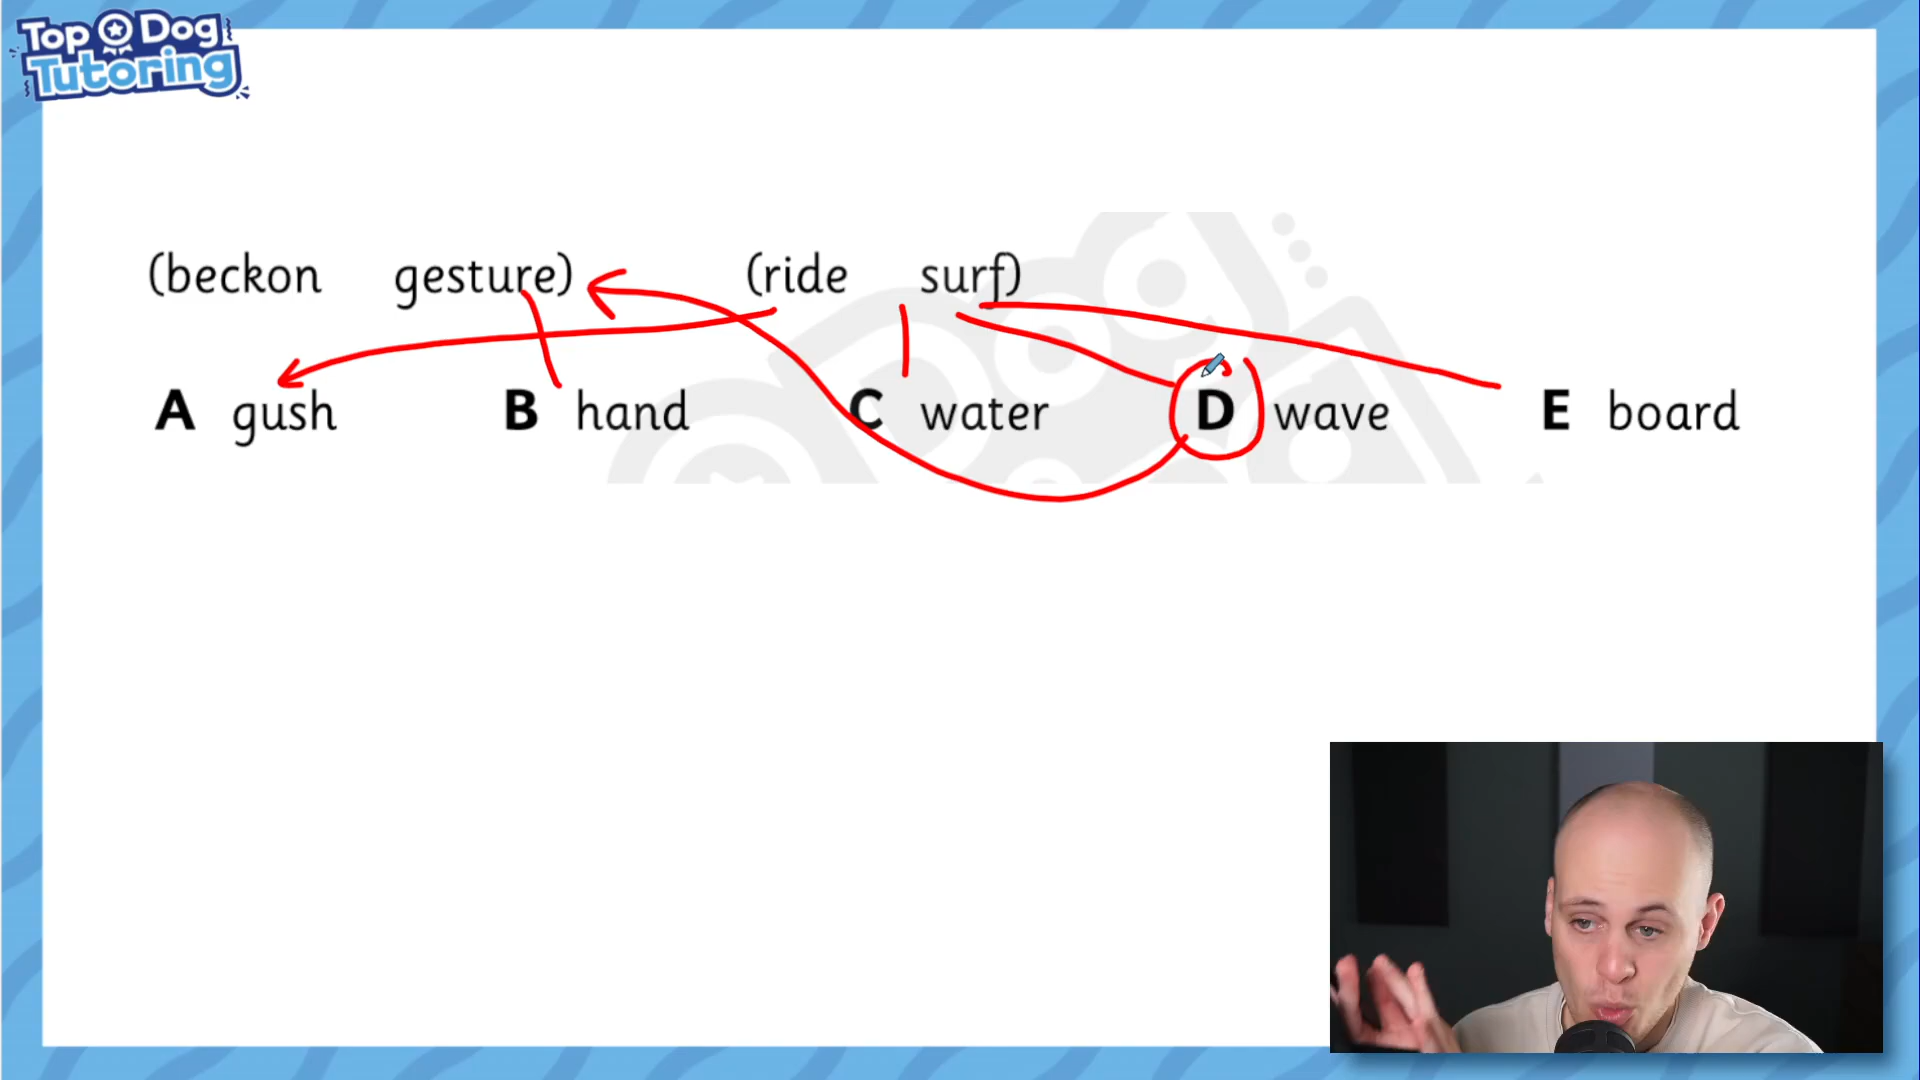 Top Dog
Tutoring
(beckon gesture) (ride surf)
A gush B hand C water D wave E board